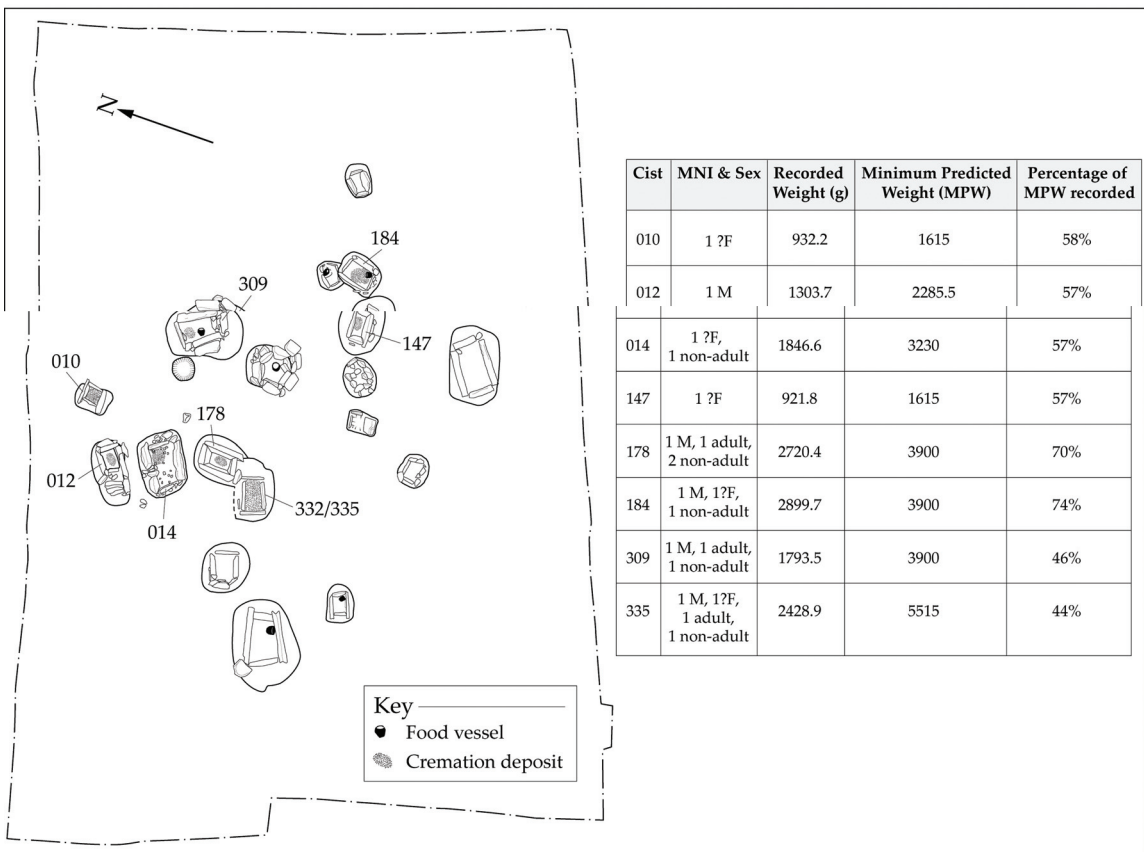 N
184
309
147
010
178
012
332/335
014
Key
Food vessel
Cremation deposit
Cist MNI & Sex Recorded Weight (g) Minimum Predicted Weight (MPW) Percentage of MPW recorded
010 1 ?F 932.2 1615 58%
012 1 M 1303.7 2285.5 57%
014 1 ?F, 1 non-adult 1846.6 3230 57%
147 1 ?F 921.8 1615 57%
178 1 M, 1 adult, 2 non-adult 2720.4 3900 70%
184 1 M, 1?F, 1 non-adult 2899.7 3900 74%
309 1 M, 1 adult, 1 non-adult 1793.5 3900 46%
335 1 M, 1?F, 1 adult, 1 non-adult 2428.9 5515 44%